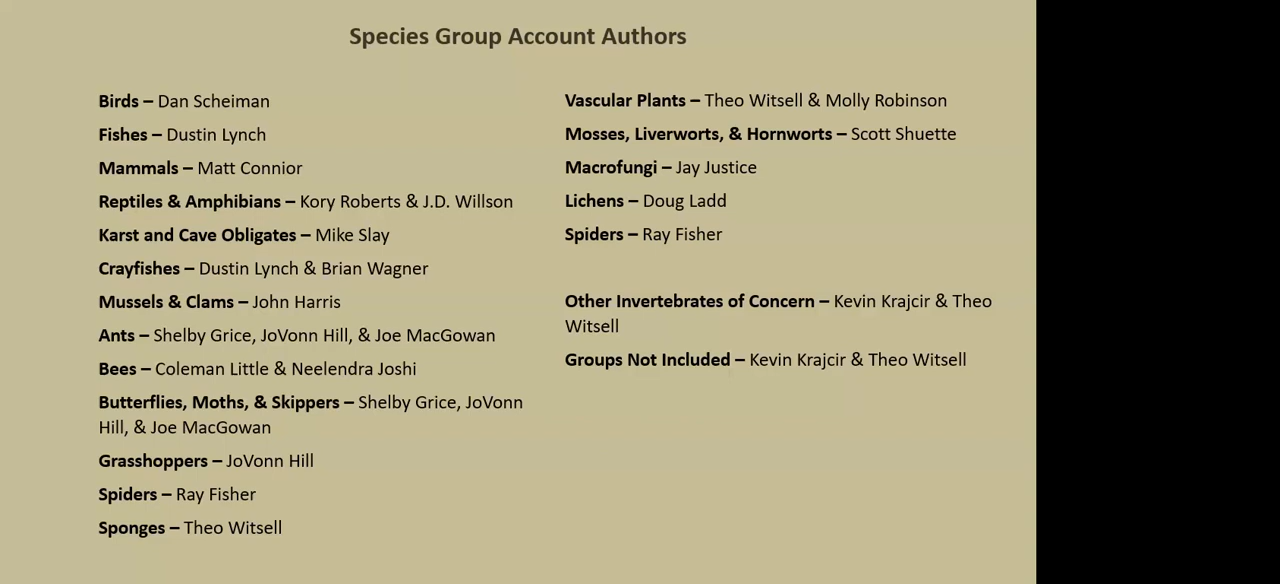 Species Group Account Authors
Birds – Dan Scheiman
Fishes – Dustin Lynch
Mammals – Matt Connior
Reptiles & Amphibians – Kory Roberts & J.D. Willson
Karst and Cave Obligates – Mike Slay
Crayfishes – Dustin Lynch & Brian Wagner
Mussels & Clams – John Harris
Ants – Shelby Grice, JoVonn Hill, & Joe MacGowan
Bees – Coleman Little & Neelendra Joshi
Butterflies, Moths, & Skippers – Shelby Grice, JoVonn
Hill, & Joe MacGowan
Grasshoppers – JoVonn Hill
Spiders – Ray Fisher
Sponges – Theo Witsell
Vascular Plants – Theo Witsell & Molly Robinson
Mosses, Liverworts, & Hornworts – Scott Shuette
Macrofungi – Jay Justice
Lichens – Doug Ladd
Spiders – Ray Fisher
Other Invertebrates of Concern – Kevin Krajcir & Theo
Witsell
Groups Not Included – Kevin Krajcir & Theo Witsell